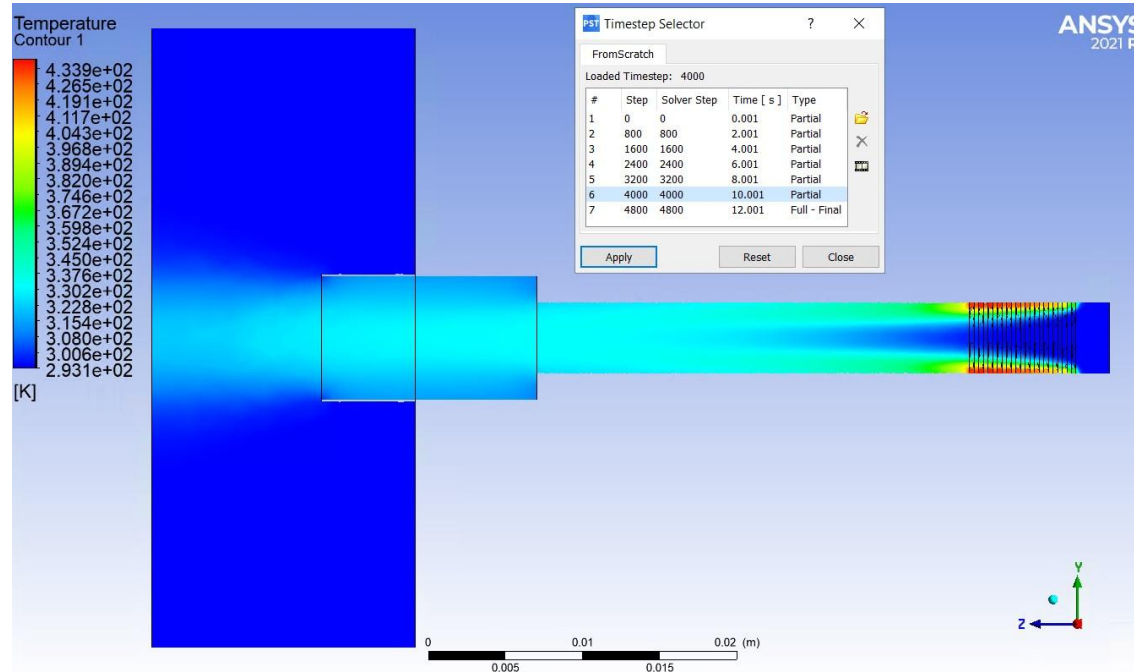 Temperature
Contour 1
4.339e+02
4.265e+02
4.191e+02
4.117e+02
4.043e+02
3.968e+02
3.894e+02
3.820e+02
3.746e+02
3.672e+02
3.598e+02
3.524e+02
3.450e+02
3.376e+02
3.302e+02
3.228e+02
3.154e+02
3.080e+02
3.006e+02
2.931e+02
[K]
PST Timestep Selector ?
FromScratch
Loaded Timestep: 4000
# Step Solver Step Time [ s ] Type
1 0 0 0.001 Partial
2 800 800 2.001 Partial
3 1600 1600 4.001 Partial
4 2400 2400 6.001 Partial
5 3200 3200 8.001 Partial
6 4000 4000 10.001 Partial
7 4800 4800 12.001 Full - Final
Apply Reset Close
ANSYS
2021 R
Y
Z
0 0.01 0.02 (m)
0.005 0.015